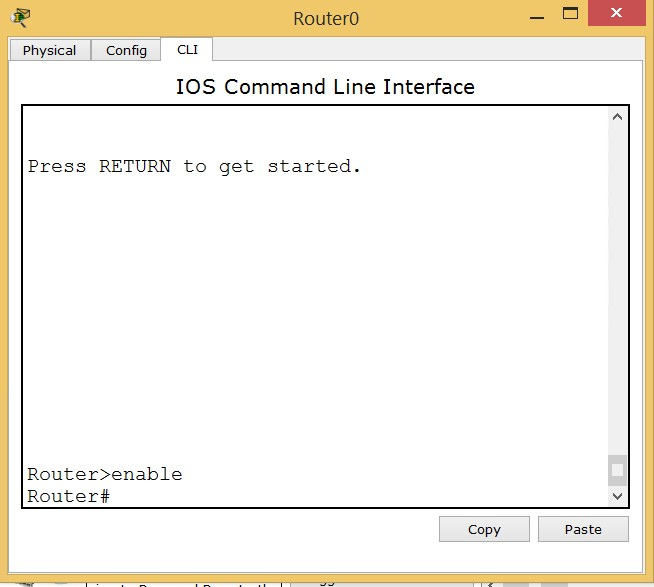 Router0
Physical Config CLI
IOS Command Line Interface
Press RETURN to get started.
Router>enable
Router#
Copy Paste